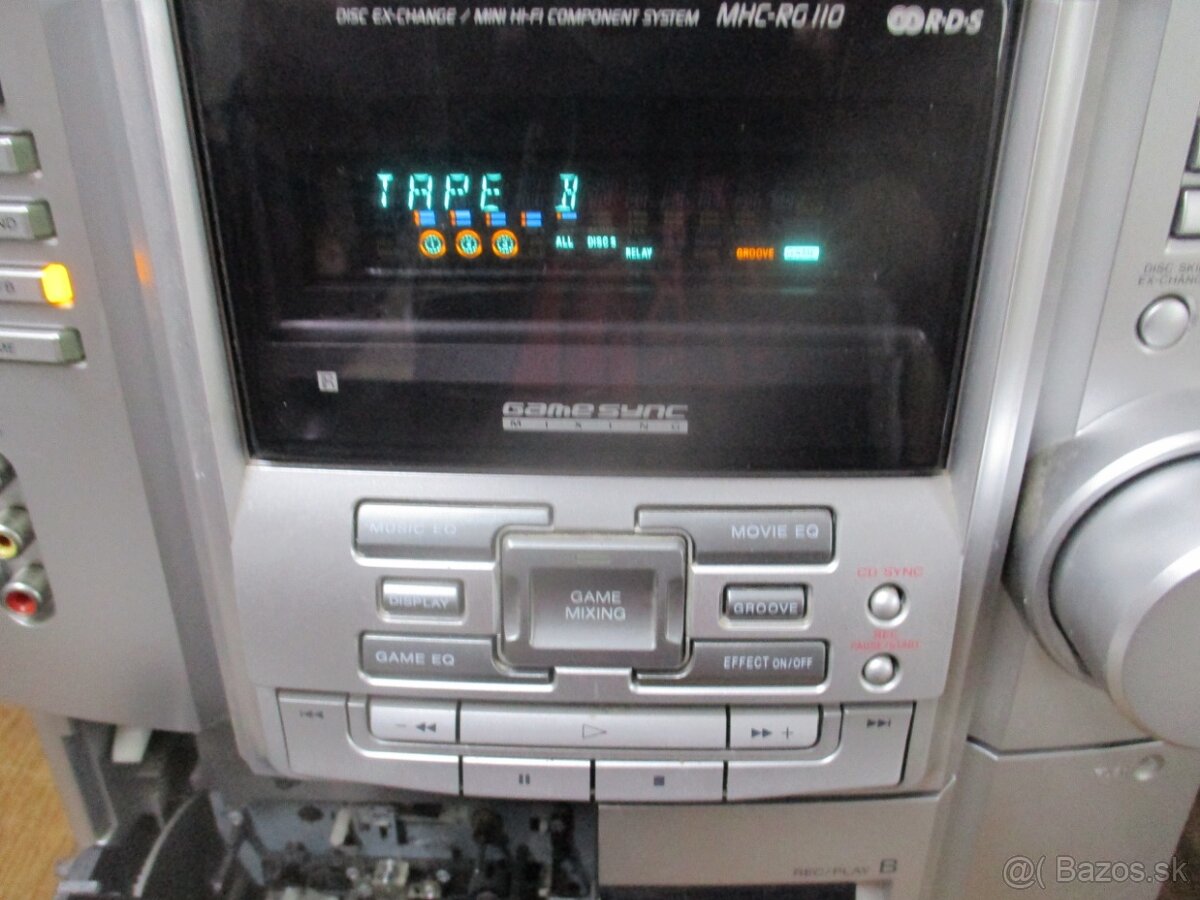 DISC EX-CHANGE / MINI HI-FI COMPONENT SYSTEM MHC-RG110 R·D·S
TAPE B
ALL DISCS
RELAY
GROOVE
DISC SKIP
EX-CHANGE
GAME SYNC
MIXING
MUSIC EQ
MOVIE EQ
CD SYNC
DISPLAY
GAME MIXING
GROOVE
REC
PAUSE/START
GAME EQ
EFFECT ON/OFF
REC/PLAY B
@( Bazos.sk